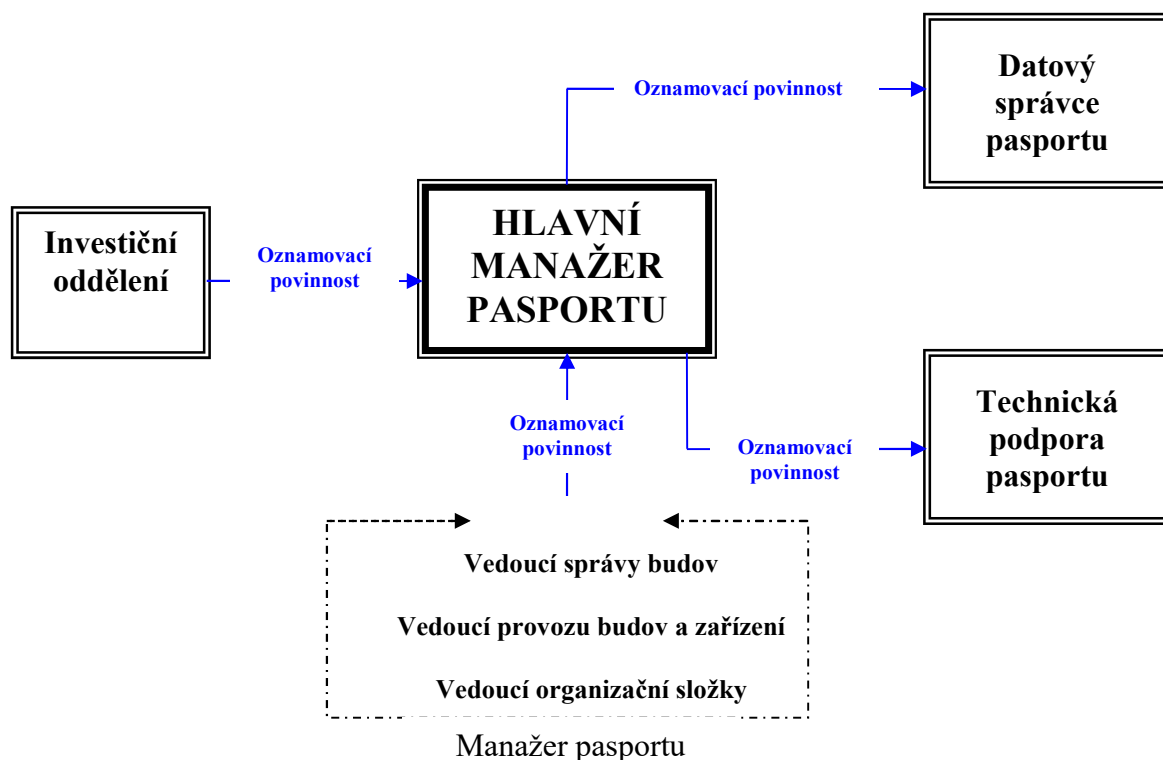 Oznamovací povinnost
Datový
správce
pasportu
Investiční
oddělení
Oznamovací
povinnost
HLAVNÍ
MANAŽER
PASPORTU
Oznamovací
povinnost
Oznamovací
povinnost
Technická
podpora
pasportu
Vedoucí správy budov
Vedoucí provozu budov a zařízení
Vedoucí organizační složky
Manažer pasportu